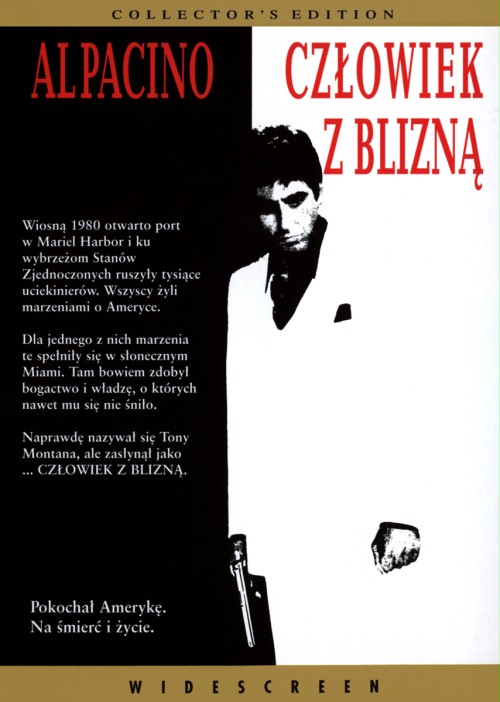 COLLECTOR'S EDITION
AL PACINO
CZŁOWIEK
Z BLIZNĄ
Wiosną 1980 otwarto port
w Mariel Harbor i ku
wybrzeżom Stanów
Zjednoczonych ruszyły tysiące
uciekinierów. Wszyscy żyli
marzeniami o Ameryce.
Dla jednego z nich marzenia
te spełniły się w słonecznym
Miami. Tam bowiem zdobył
bogactwo i władzę, o których
nawet mu się nie śniło.
Naprawdę nazywał się Tony
Montana, ale zasłynął jako
... CZŁOWIEK Z BLIZNĄ.
Pokochał Amerykę.
Na śmierć i życie.
WIDESCREEN